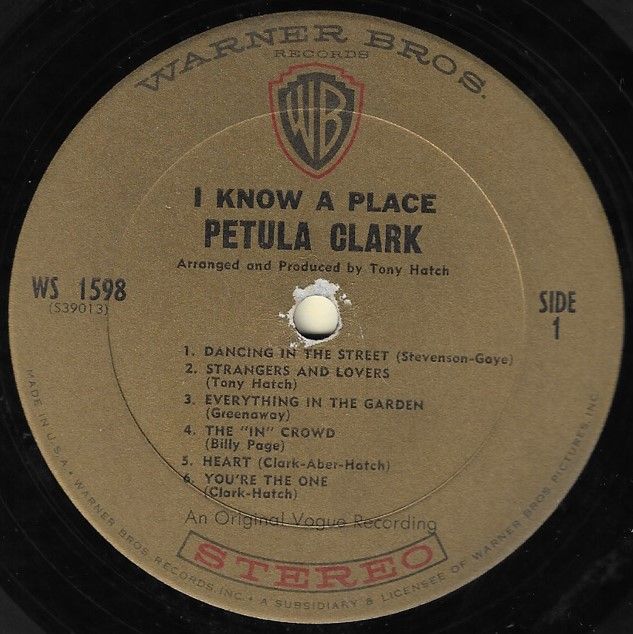 WARNER BROS.
RECORDS
WB
I KNOW A PLACE
PETULA CLARK
Arranged and Produced by Tony Hatch
WS 1598
(S39013)
SIDE
1
1. DANCING IN THE STREET (Stevenson-Gaye)
2. STRANGERS AND LOVERS
(Tony Hatch)
3. EVERYTHING IN THE GARDEN
(Greenaway)
4. THE "IN" CROWD
(Billy Page)
5. HEART (Clark-Aber-Hatch)
6. YOU'RE THE ONE
(Clark-Hatch)
An Original Vogue Recording
STEREO
MADE IN U.S.A. • WARNER BROS. RECORDS INC. • A SUBSIDIARY & LICENSEE OF WARNER BROS. PICTURES, INC.